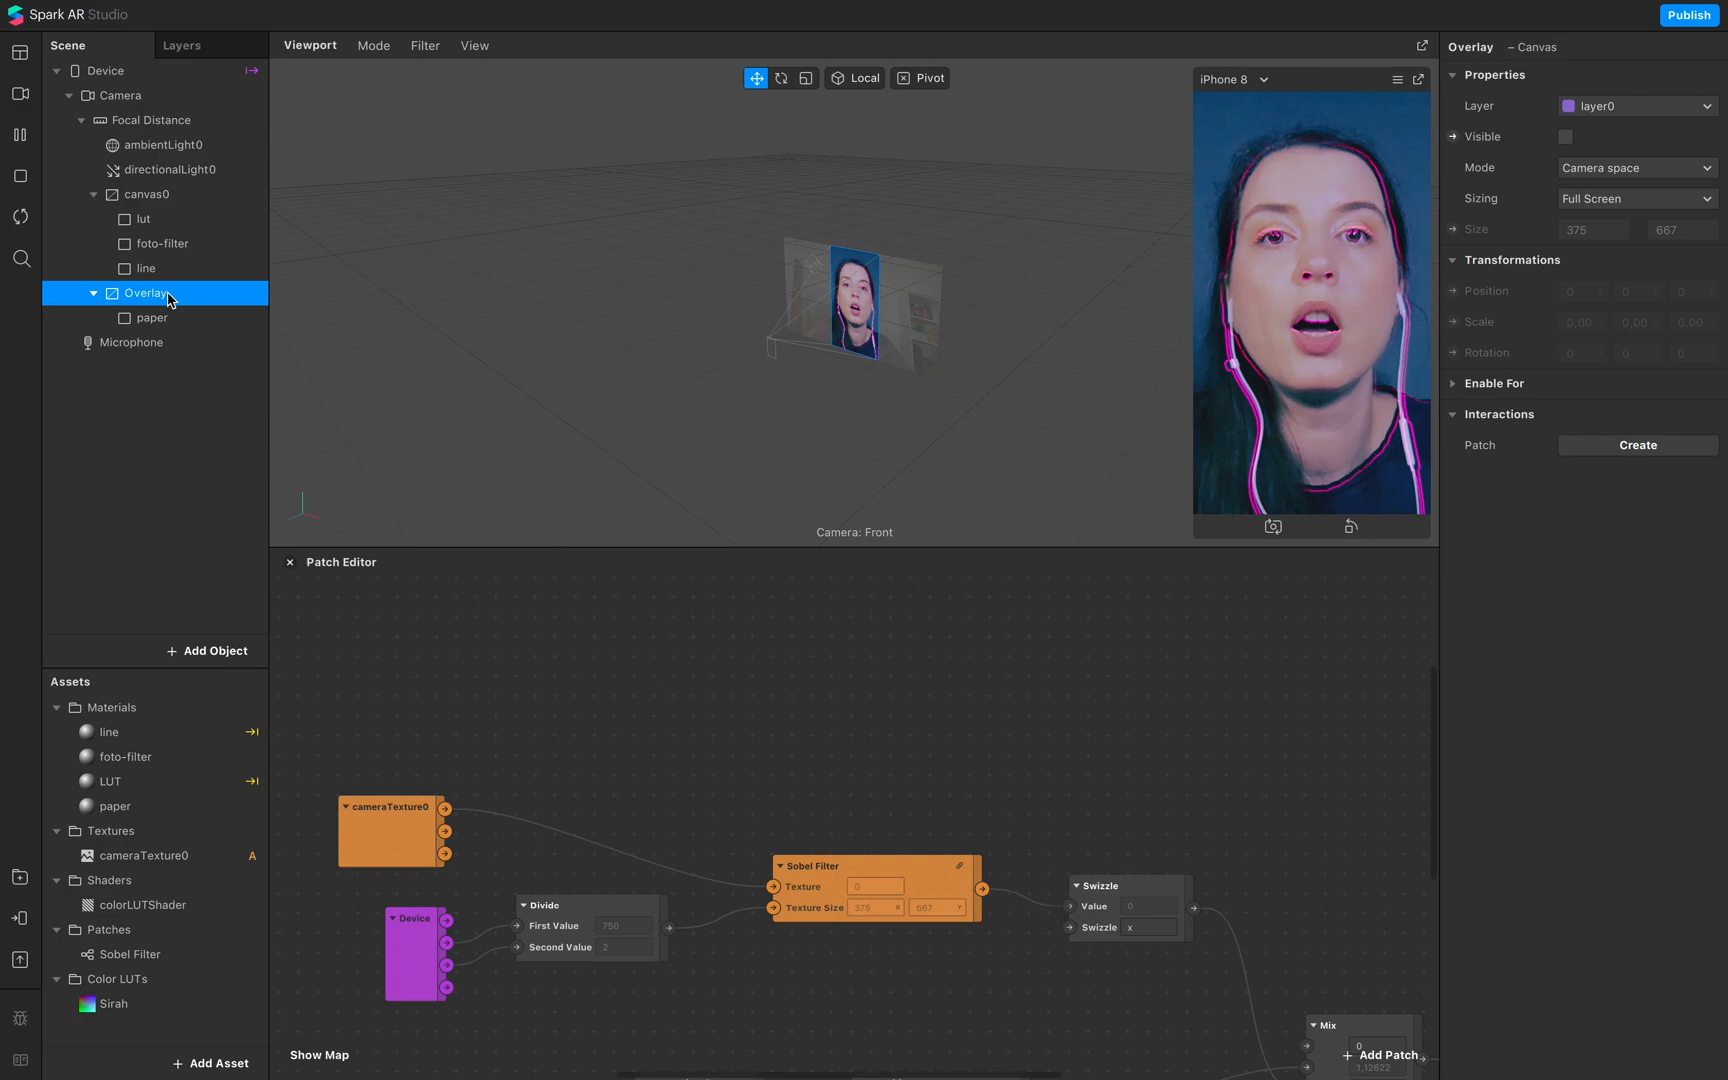 Spark AR Studio
Publish
Scene
Layers
Device
Camera
Focal Distance
ambientLight0
directionalLight0
canvas0
lut
foto-filter
line
Overlay
paper
Microphone
+ Add Object
Assets
Materials
line
foto-filter
LUT
paper
Textures
cameraTexture0
A
Shaders
colorLUTShader
Patches
Sobel Filter
Color LUTs
Sirah
+ Add Asset
Viewport
Mode
Filter
View
Local
Pivot
Camera: Front
iPhone 8
Patch Editor
cameraTexture0
Device
Divide
First Value 750
Second Value 2
Sobel Filter
Texture 0
Texture Size 375 X 667 Y
Swizzle
Value 0
Swizzle x
Mix
0
1,12622
Show Map
+ Add Patch
Overlay – Canvas
Properties
Layer layer0
Visible
Mode Camera space
Sizing Full Screen
Size 375 667
Transformations
Position 0 0 0
Scale 0,00 0,00 0,00
Rotation 0 0 0
Enable For
Interactions
Patch Create